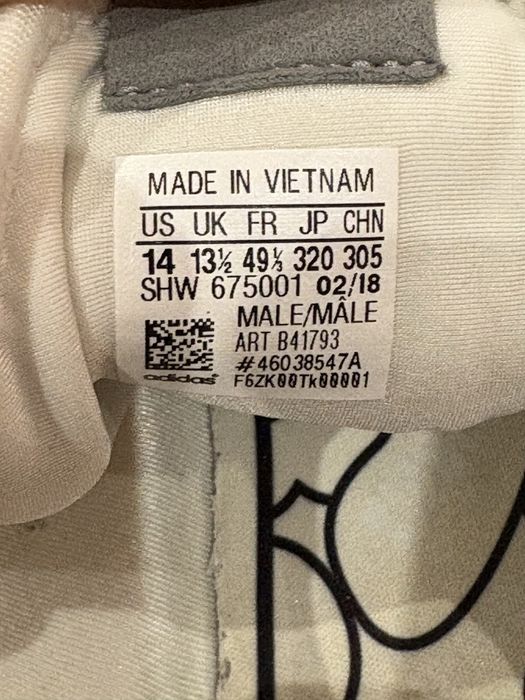 MADE IN VIETNAM
US UK FR JP CHN
14 13½ 49⅓ 320 305
SHW 675001 02/18
MALE/MÂLE
ART B41793
#46038547A
adidas F6ZK00Tk00001